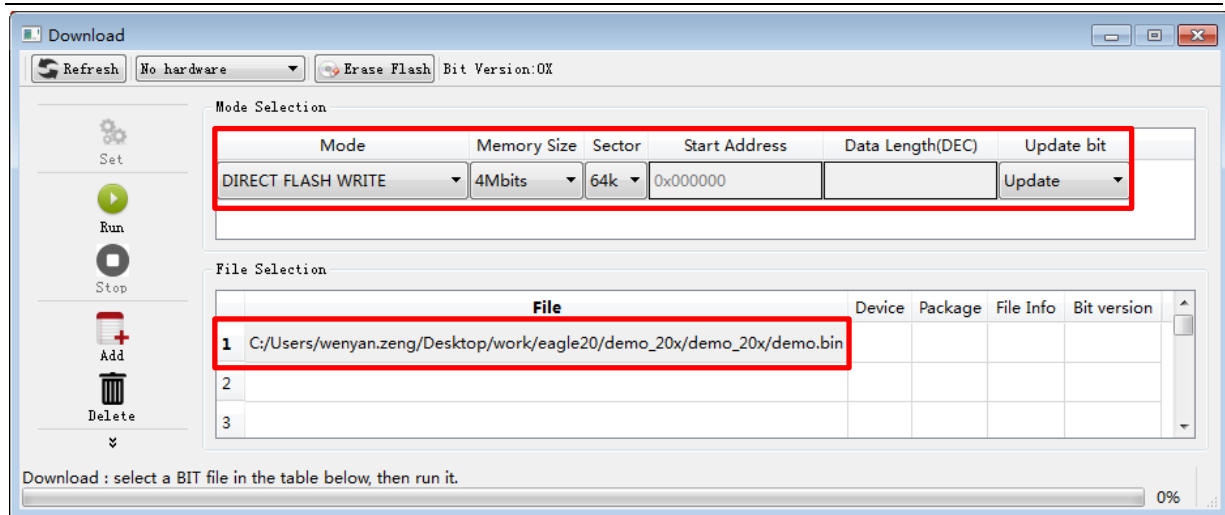 Download
Refresh No hardware Erase Flash Bit Version:0X
Mode Selection
Mode Memory Size Sector Start Address Data Length(DEC) Update bit
DIRECT FLASH WRITE 4Mbits 64k 0x000000 Update
Set
Run
Stop
Add
Delete
File Selection
File Device Package File Info Bit version
1 C:/Users/wenyan.zeng/Desktop/work/eagle20/demo_20x/demo_20x/demo.bin
2
3
Download : select a BIT file in the table below, then run it.
0%